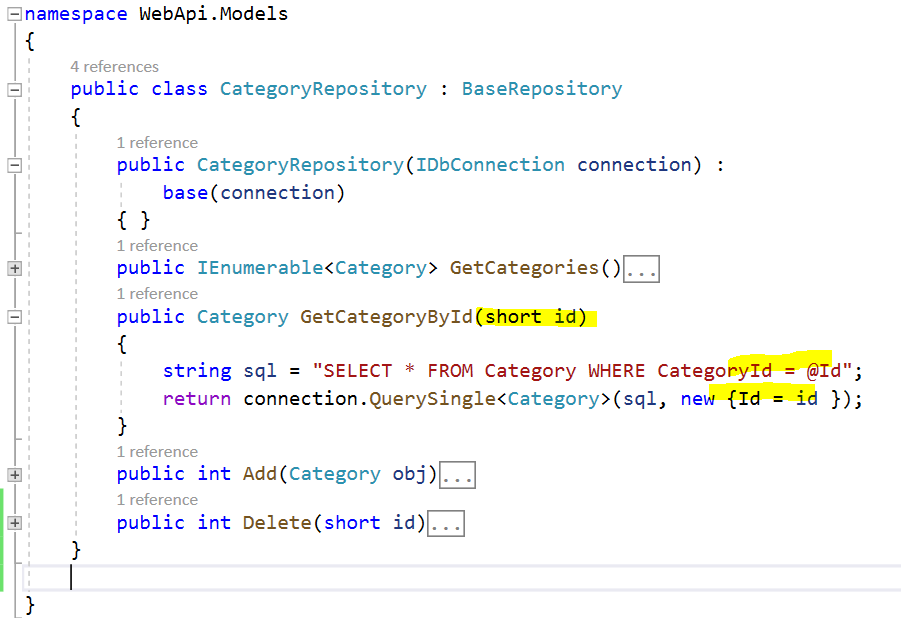 namespace WebApi.Models
{
4 references
public class CategoryRepository : BaseRepository
{
1 reference
public CategoryRepository(IDbConnection connection) :
base(connection)
{ }
1 reference
public IEnumerable<Category> GetCategories()...
1 reference
public Category GetCategoryById(short id)
{
string sql = "SELECT * FROM Category WHERE CategoryId = @Id";
return connection.QuerySingle<Category>(sql, new {Id = id });
}
1 reference
public int Add(Category obj)...
1 reference
public int Delete(short id)...
}
}